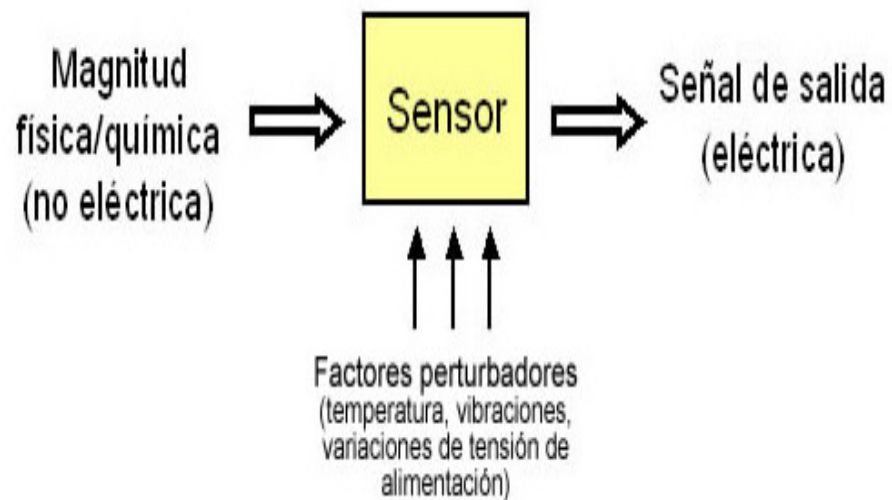 Magnitud
física/química
(no eléctrica)
Sensor
Señal de salida
(eléctrica)
Factores perturbadores
(temperatura, vibraciones,
variaciones de tensión de
alimentación)